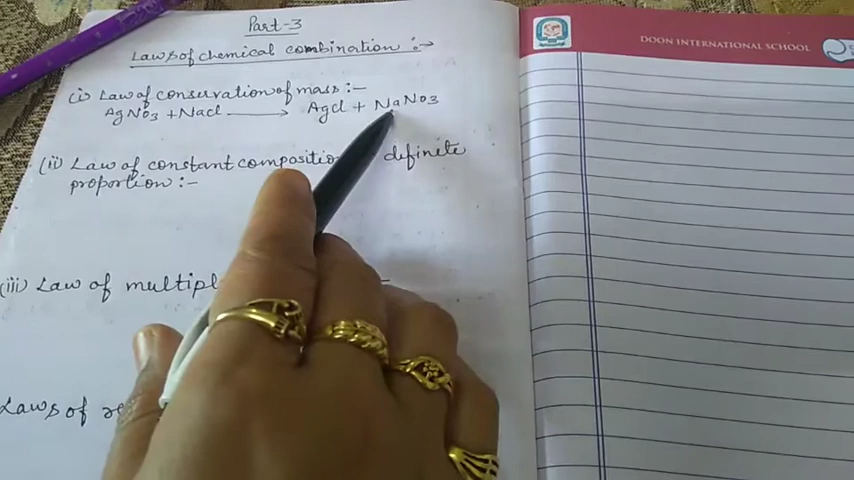 Part-3
Laws of chemical combination :→
(i) Law of conservation of mass :-
AgNO3 + NaCl → AgCl + NaNO3
(ii) Law of constant compositio definite
proportion :-
(iii) Law of multipl
Laws of re
DOON INTERNATIONAL SCHOOL